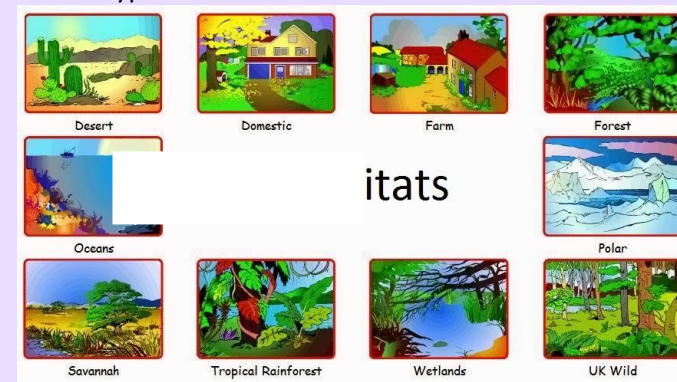 Desert
Domestic
Farm
Forest
itats
Oceans
Polar
Savannah
Tropical Rainforest
Wetlands
UK Wild